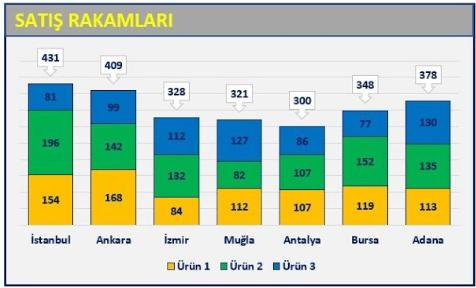 SATIŞ RAKAMLARI
431 409 328 321 300 348 378
81 99 112 127 86 77 130
196 142 132 82 107 152 135
154 168 84 112 107 119 113
İstanbul Ankara İzmir Muğla Antalya Bursa Adana
Ürün 1 Ürün 2 Ürün 3